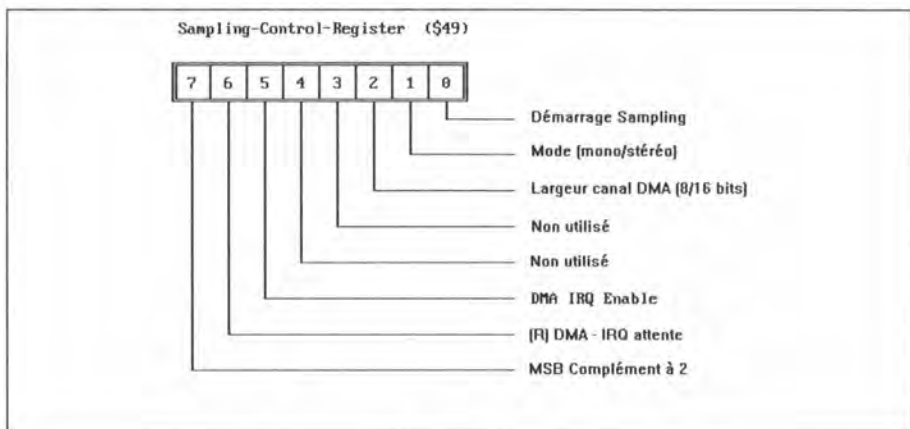 Sampling-Control-Register ($49)
7 6 5 4 3 2 1 0
Démarrage Sampling
Mode (mono/stéréo)
Largeur canal DMA (8/16 bits)
Non utilisé
Non utilisé
DMA IRQ Enable
(R) DMA - IRQ attente
MSB Complément à 2